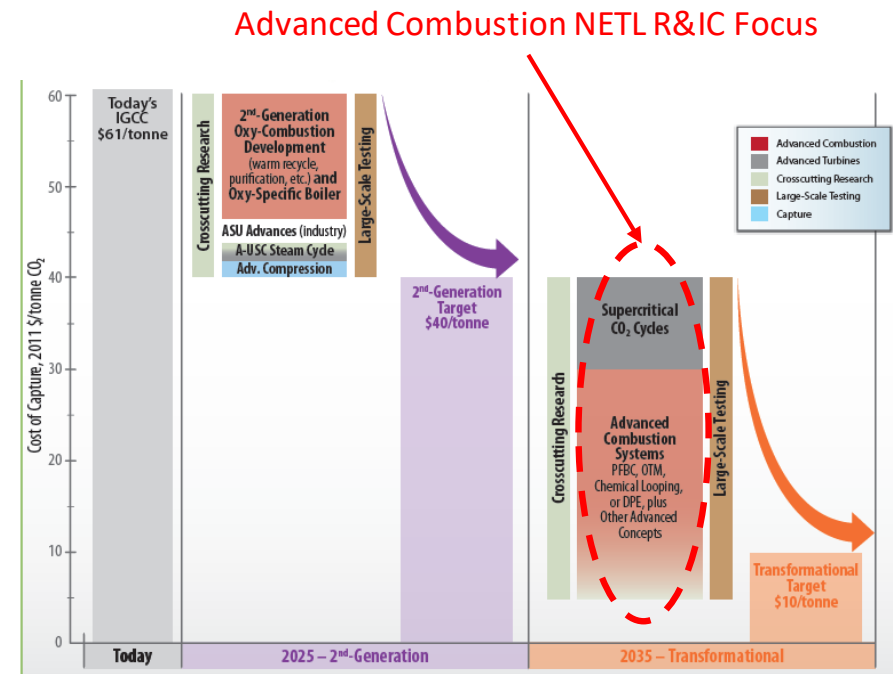 Advanced Combustion NETL R&IC Focus
Cost of Capture, 2011 $/tonne CO₂
60
50
40
30
20
10
0
Today's
IGCC
$61/tonne
Crosscutting Research
2nd-Generation
Oxy-Combustion
Development
(warm recycle,
purification, etc.) and
Oxy-Specific Boiler
ASU Advances (industry)
A-USC Steam Cycle
Adv. Compression
Large-Scale Testing
2nd-Generation
Target
$40/tonne
Crosscutting Research
Supercritical
CO₂ Cycles
Advanced
Combustion
Systems
PFBC, OTM,
Chemical Looping,
or DPE, plus
Other Advanced
Concepts
Large-Scale Testing
Transformational
Target
$10/tonne
Advanced Combustion
Advanced Turbines
Crosscutting Research
Large-Scale Testing
Capture
Today
2025 – 2nd-Generation
2035 – Transformational